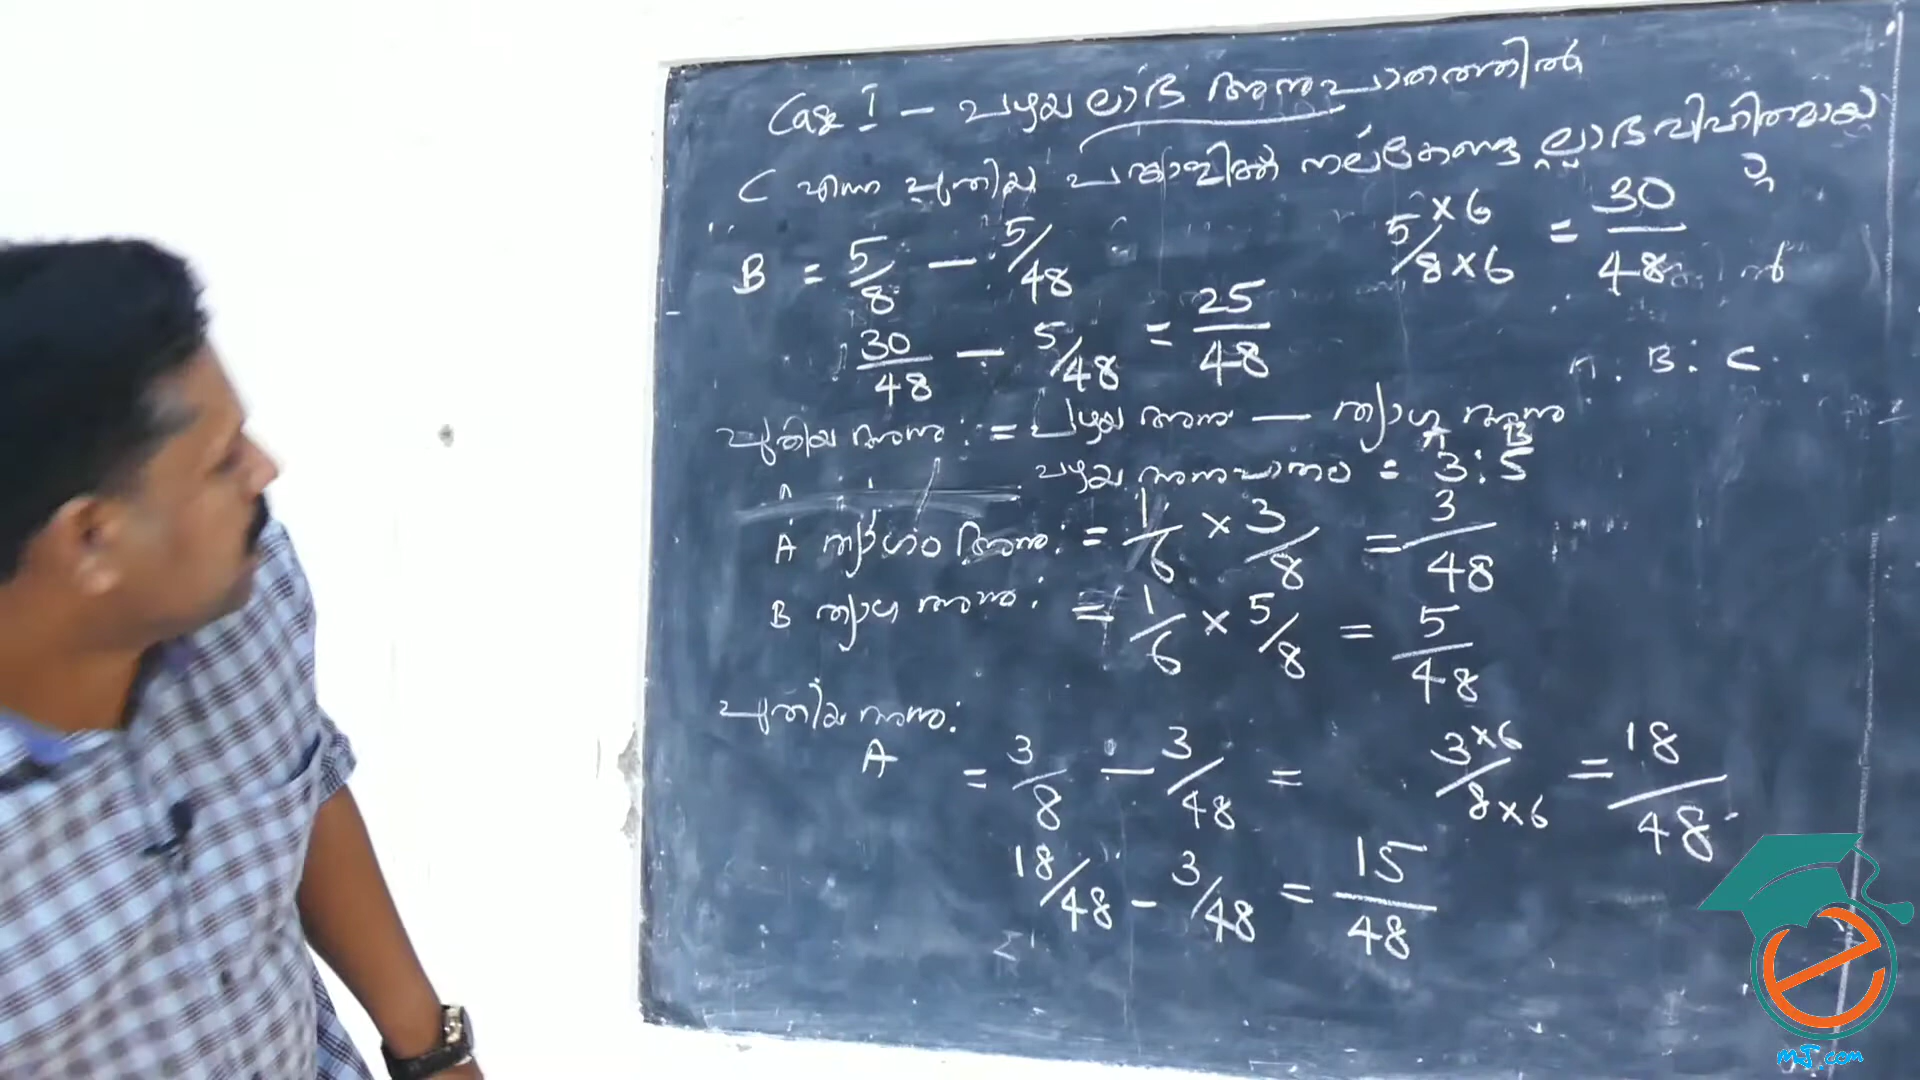 Case I - പഴയ ലാഭ അനുപാതത്തിൽ
C എന്ന പുതിയ പങ്കാളിക്ക് നല്കേണ്ട ലാഭവിഹിതമായ
B = 5/8 - 5/48
5×6/8×6 = 30/48
30/48 - 5/48 = 25/48
A : B : C
പുതിയ അനു: = പഴയ അനു - ത്യാഗ അനു
പഴയ അനുപാതം = 3:5
A B
A ത്യാഗം അനു: = 1/6 × 3/8 = 3/48
B ത്യാഗ അനു: = 1/6 × 5/8 = 5/48
പുതിയ അനു:
A = 3/8 - 3/48 =
3×6/8×6 = 18/48
18/48 - 3/48 = 15/48
MJ.com